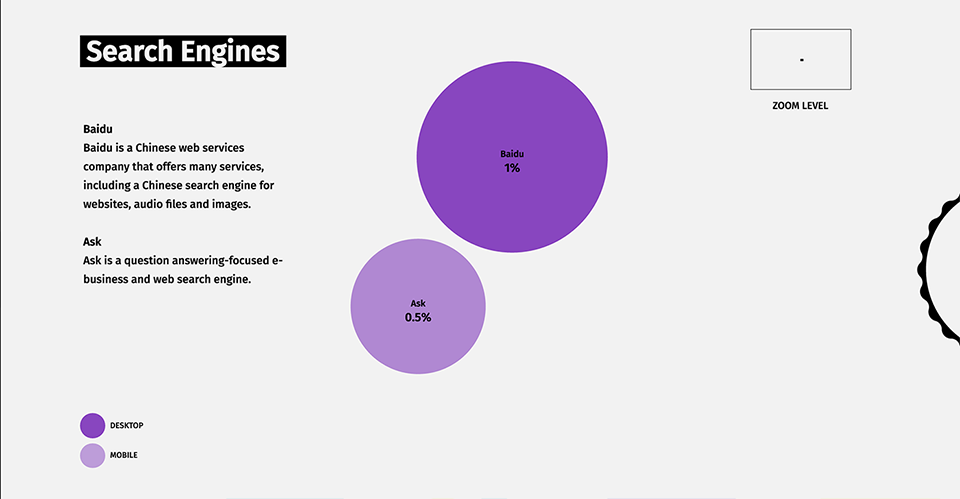 Search Engines
Baidu
Baidu is a Chinese web services
company that offers many services,
including a Chinese search engine for
websites, audio files and images.
Ask
Ask is a question answering-focused e-
business and web search engine.
Baidu
1%
Ask
0.5%
ZOOM LEVEL
DESKTOP
MOBILE